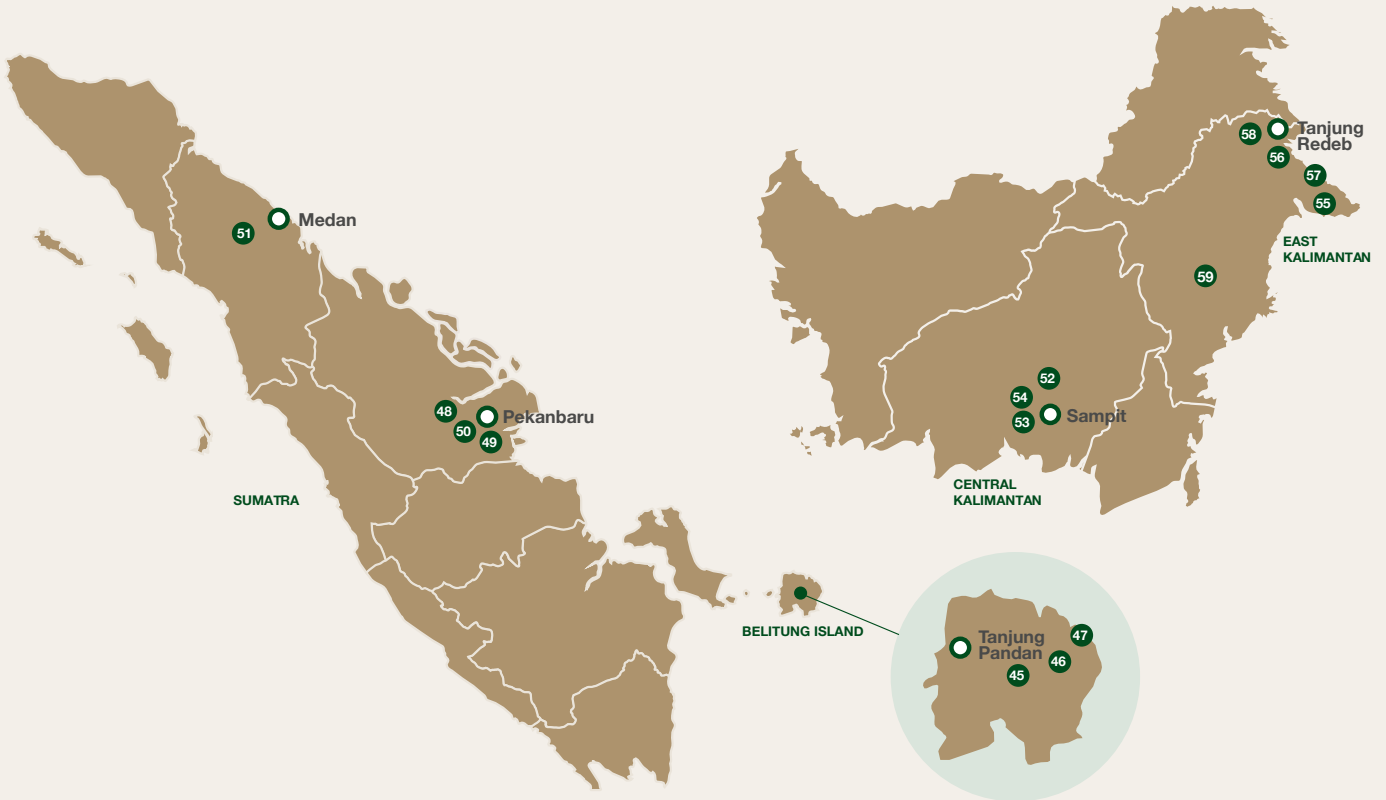 51
Medan
48
50
49
Pekanbaru
SUMATRA
BELITUNG ISLAND
58
Tanjung
Redeb
56
57
55
EAST
KALIMANTAN
59
52
54
53
Sampit
CENTRAL
KALIMANTAN
Tanjung
Pandan
47
46
45